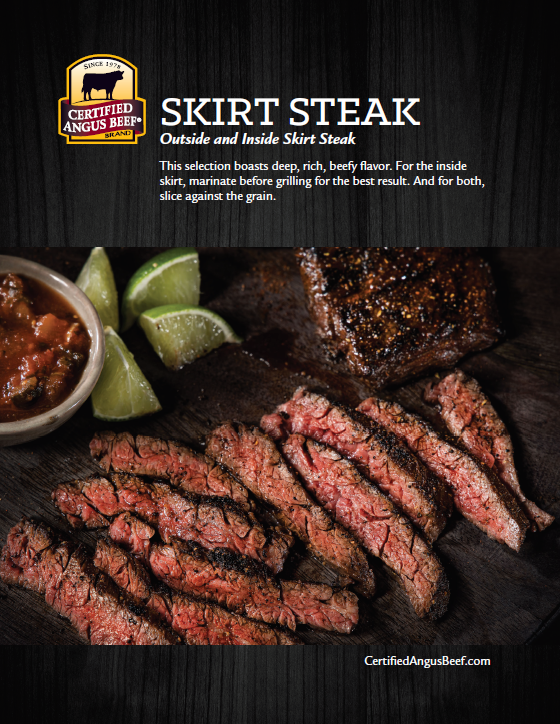 SINCE 1978
CERTIFIED
ANGUS BEEF®
BRAND
SKIRT STEAK
Outside and Inside Skirt Steak
This selection boasts deep, rich, beefy flavor. For the inside
skirt, marinate before grilling for the best result. And for both,
slice against the grain.
CertifiedAngusBeef.com